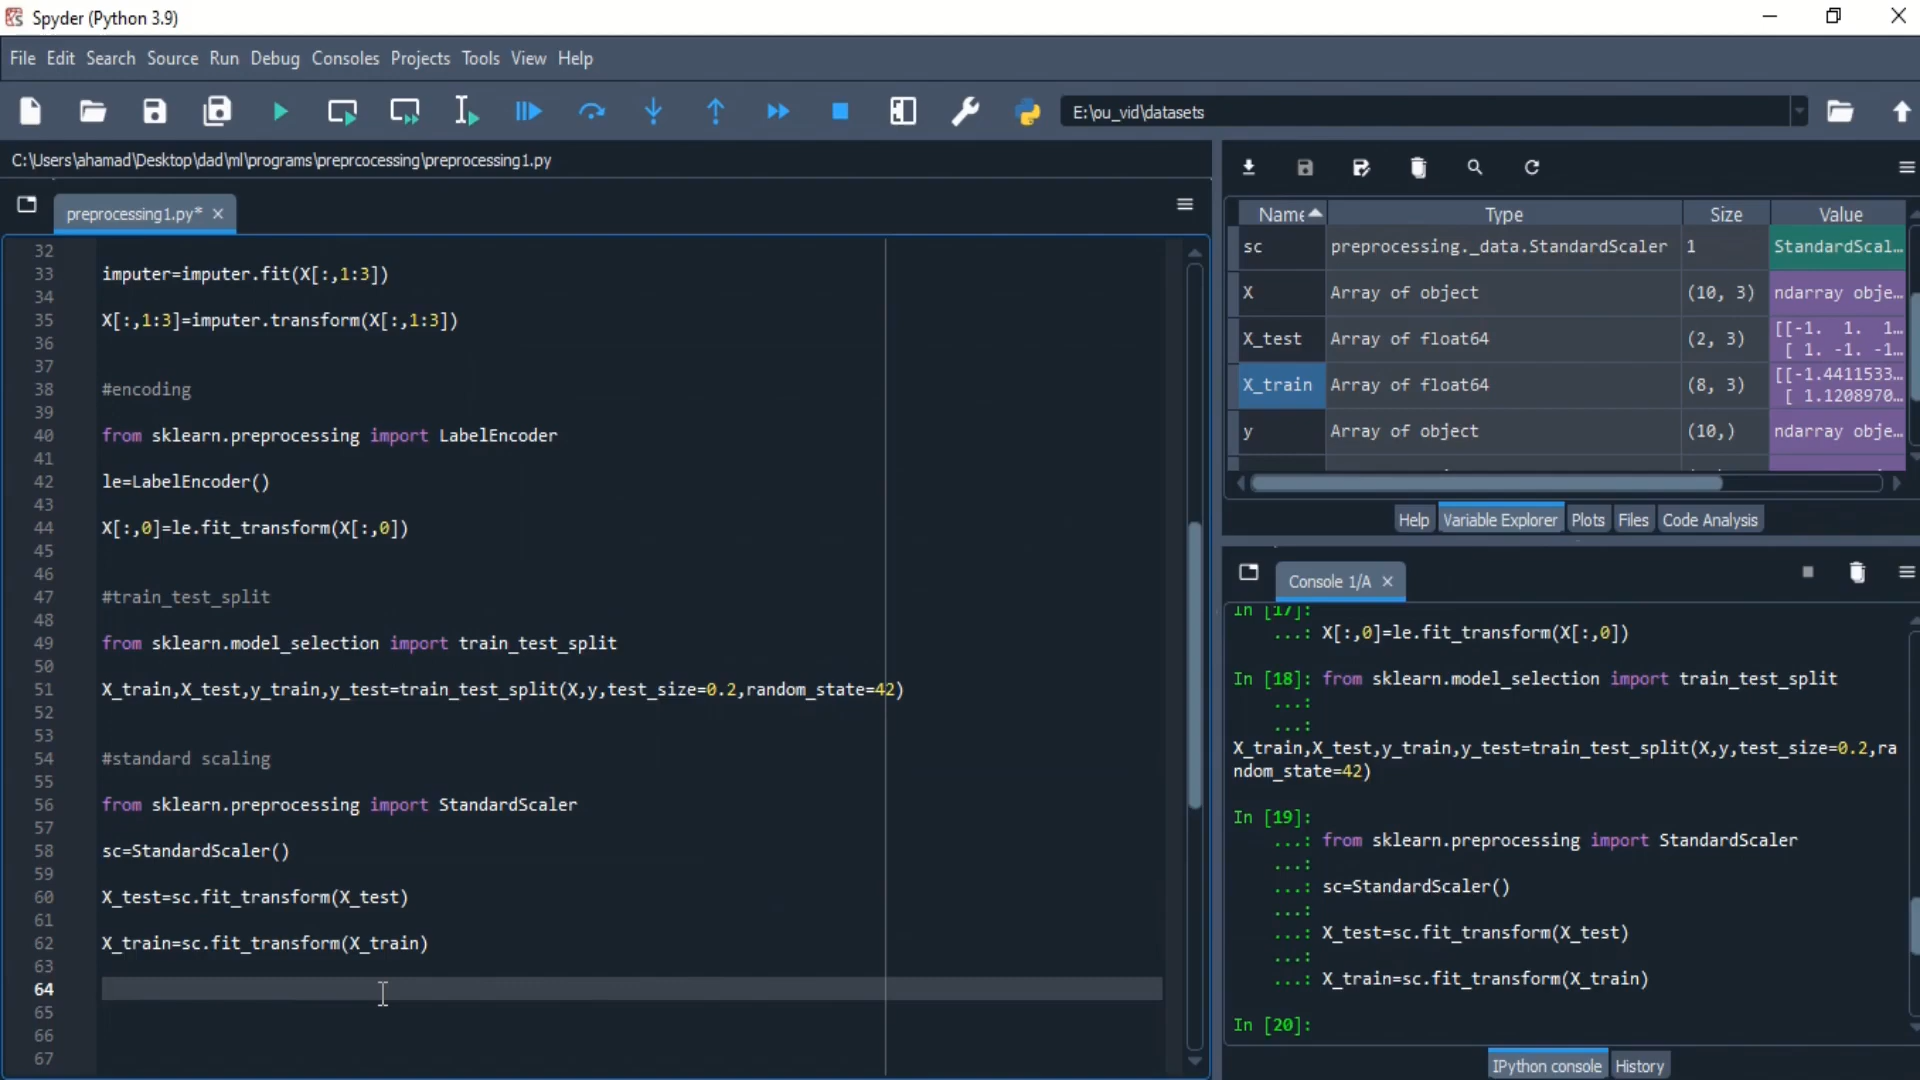 Spyder (Python 3.9)
File Edit Search Source Run Debug Consoles Projects Tools View Help
E:\ou_vid\datasets
C:\Users\ahamad\Desktop\dad\ml\programs\preprcocessing\preprocessing1.py
preprocessing1.py*
32
33 imputer=imputer.fit(X[:,1:3])
34
35 X[:,1:3]=imputer.transform(X[:,1:3])
36
37
38 #encoding
39
40 from sklearn.preprocessing import LabelEncoder
41
42 le=LabelEncoder()
43
44 X[:,0]=le.fit_transform(X[:,0])
45
46
47 #train_test_split
48
49 from sklearn.model_selection import train_test_split
50
51 X_train,X_test,y_train,y_test=train_test_split(X,y,test_size=0.2,random_state=42)
52
53
54 #standard scaling
55
56 from sklearn.preprocessing import StandardScaler
57
58 sc=StandardScaler()
59
60 X_test=sc.fit_transform(X_test)
61
62 X_train=sc.fit_transform(X_train)
63
64
65
66
67
Name Type Size Value
sc preprocessing._data.StandardScaler 1 StandardScal…
X Array of object (10, 3) ndarray obje…
X_test Array of float64 (2, 3) [[-1. 1. 1…
[ 1. -1. -1…
X_train Array of float64 (8, 3) [[-1.4411533…
[ 1.1208970…
y Array of object (10,) ndarray obje…
Help Variable Explorer Plots Files Code Analysis
Console 1/A
In [17]:
...: X[:,0]=le.fit_transform(X[:,0])
In [18]: from sklearn.model_selection import train_test_split
...:
...:
X_train,X_test,y_train,y_test=train_test_split(X,y,test_size=0.2,ra
ndom_state=42)
In [19]:
...: from sklearn.preprocessing import StandardScaler
...:
...: sc=StandardScaler()
...:
...: X_test=sc.fit_transform(X_test)
...:
...: X_train=sc.fit_transform(X_train)
In [20]:
IPython console History